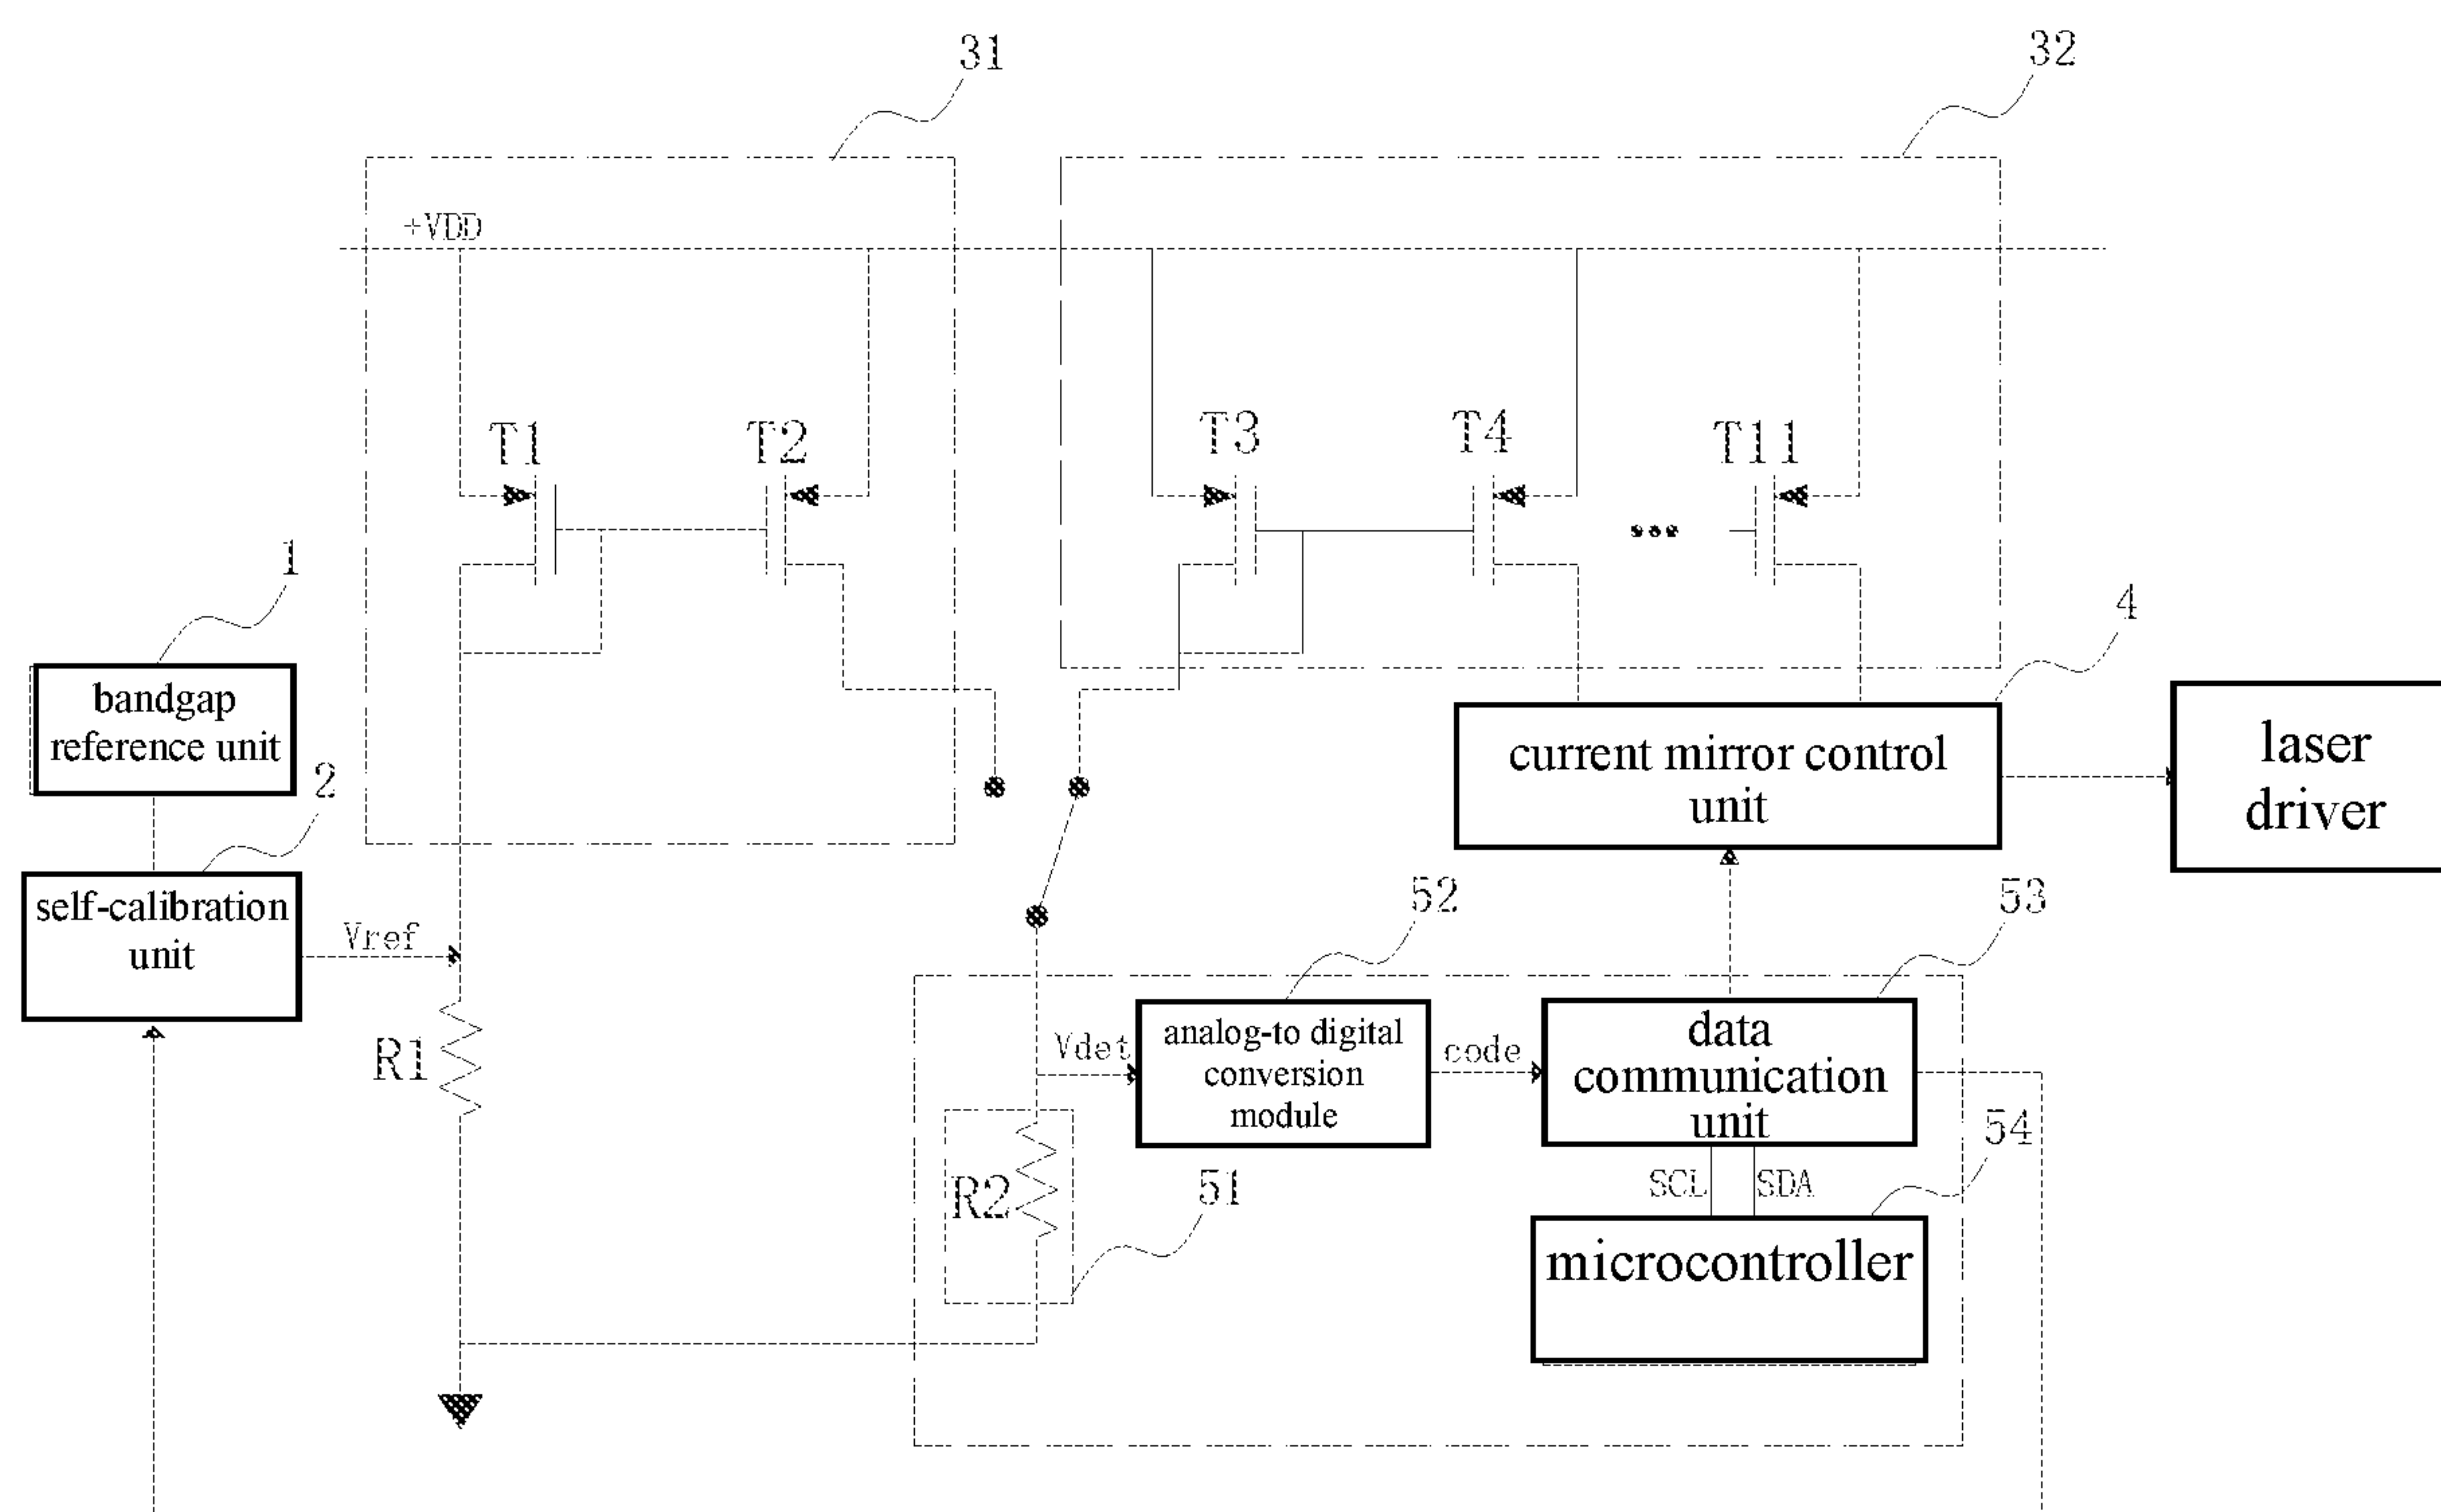 31
32
+VDD
T1
T2
T3
T4
T11
1
4
bandgap
reference unit
2
current mirror control
unit
laser
driver
self-calibration
unit
Vref
52
53
R1
Vdet
analog-to digital
conversion
module
code
data
communication
unit
54
R2
51
SCL
SDA
microcontroller